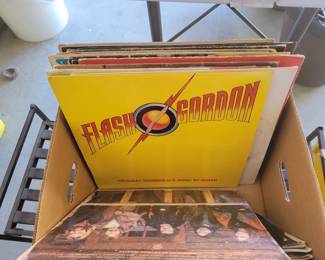 FLASH GORDON
ORIGINAL SOUNDTRACK MUSIC BY QUEEN